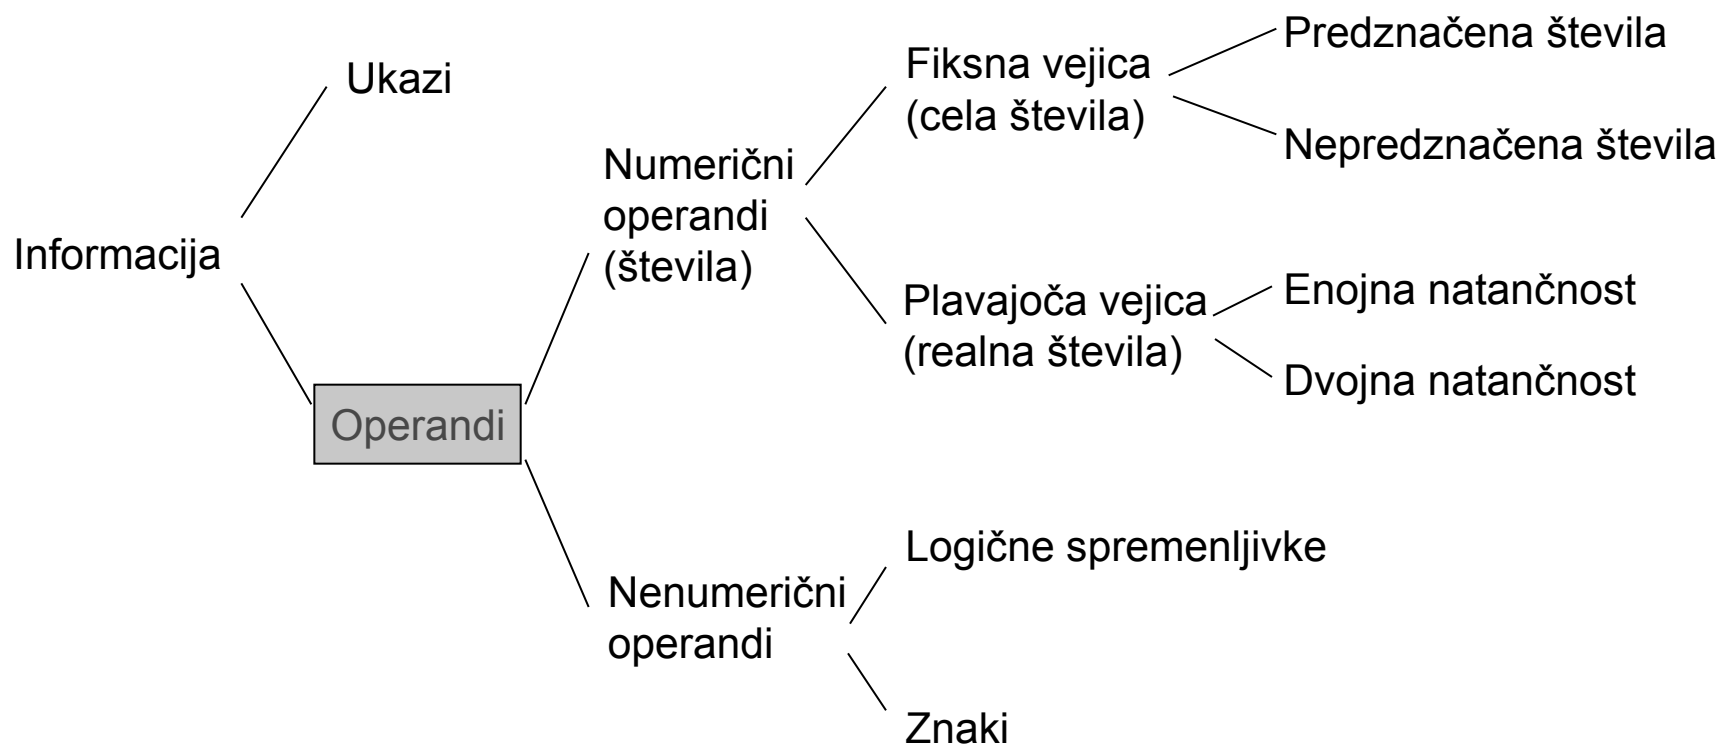 Informacija
Ukazi
Operandi
Numerični
operandi
(števila)
Nenumerični
operandi
Fiksna vejica
(cela števila)
Plavajoča vejica
(realna števila)
Logične spremenljivke
Znaki
Predznačena števila
Nepredznačena števila
Enojna natančnost
Dvojna natančnost